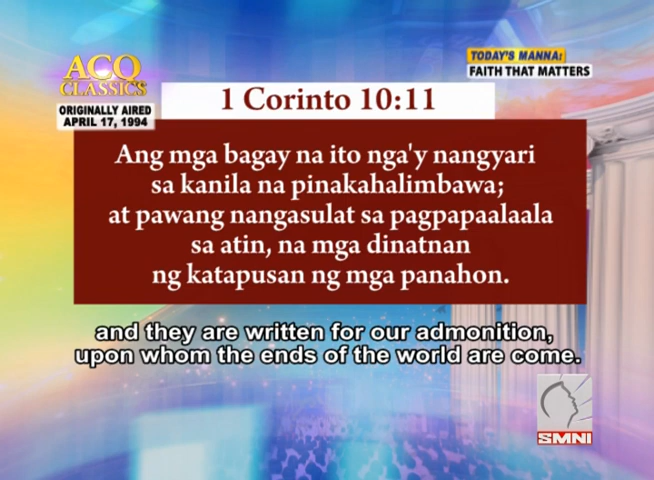 ACQ
CLASSICS
ORIGINALLY AIRED
APRIL 17, 1994
TODAY'S MANNA:
FAITH THAT MATTERS
1 Corinto 10:11
Ang mga bagay na ito nga'y nangyari
sa kanila na pinakahalimbawa;
at pawang nangasulat sa pagpapaalaala
sa atin, na mga dinatnan
ng katapusan ng mga panahon.
and they are written for our admonition,
upon whom the ends of the world are come.
SMNI